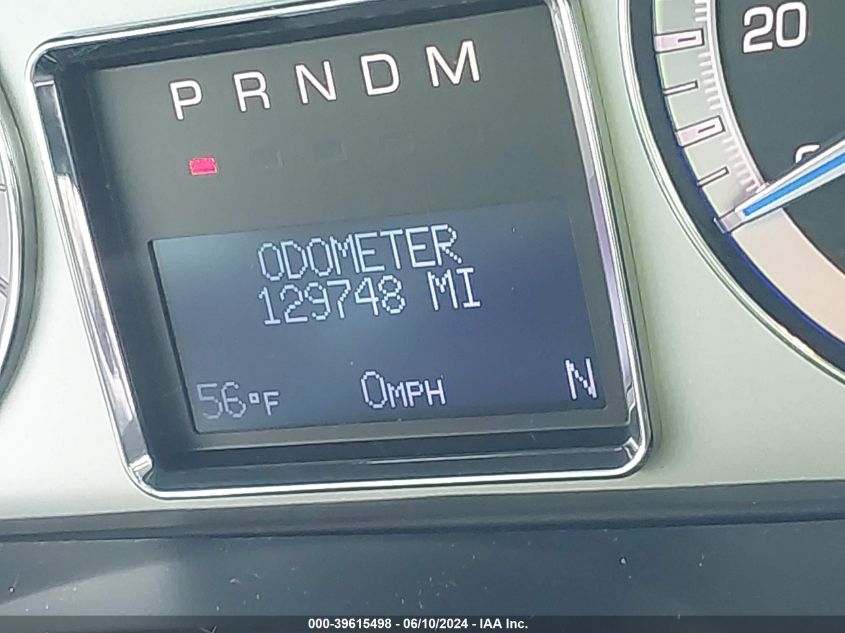 P R N D M
20
ODOMETER
129748 MI
56°F 0MPH N
000-39615498 - 06/10/2024 - IAA Inc.